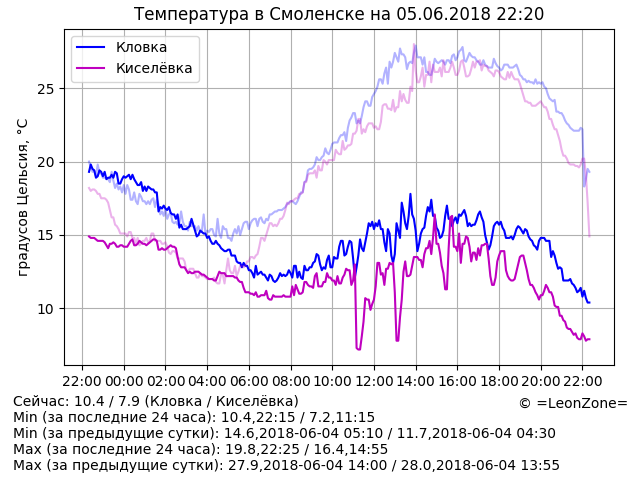 Температура в Смоленске на 05.06.2018 22:20
Кловка
Киселёвка
градусов Цельсия, °C
25
20
15
10
22:00 00:00 02:00 04:00 06:00 08:00 10:00 12:00 14:00 16:00 18:00 20:00 22:00
Сейчас: 10.4 / 7.9 (Кловка / Киселёвка)
© =LeonZone=
Min (за последние 24 часа): 10.4,22:15 / 7.2,11:15
Min (за предыдущие сутки): 14.6,2018-06-04 05:10 / 11.7,2018-06-04 04:30
Max (за последние 24 часа): 19.8,22:25 / 16.4,14:55
Max (за предыдущие сутки): 27.9,2018-06-04 14:00 / 28.0,2018-06-04 13:55